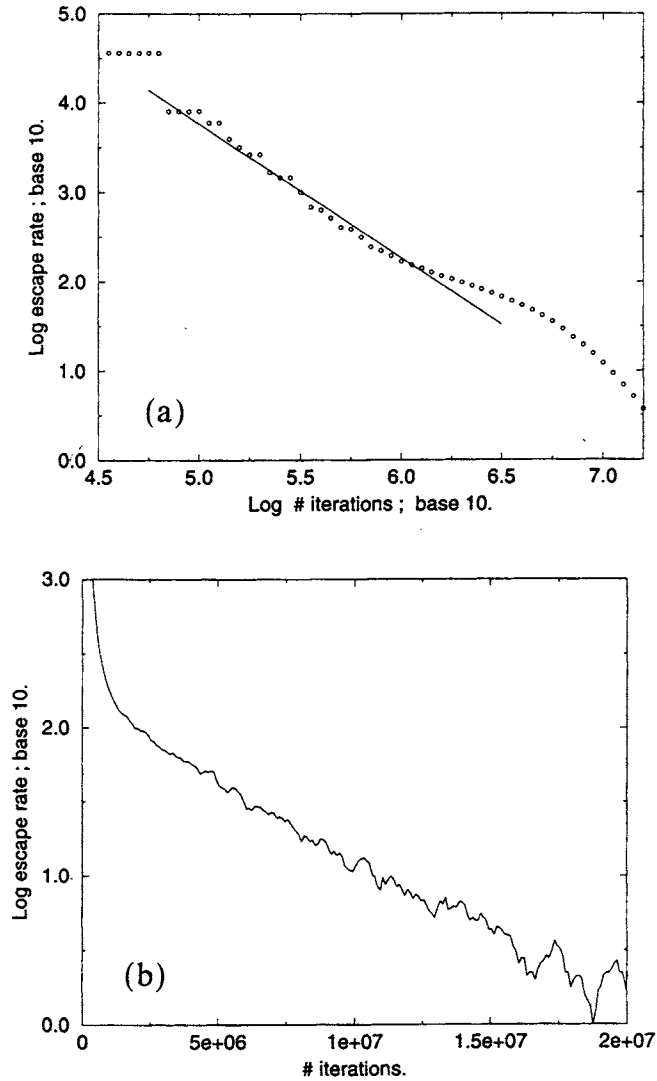 5.0
4.0
3.0
2.0
1.0
0.0
Log escape rate ; base 10.
(a)
4.5 5.0 5.5 6.0 6.5 7.0
Log # iterations ; base 10.
3.0
2.0
1.0
0.0
Log escape rate ; base 10.
(b)
0 5e+06 1e+07 1.5e+07 2e+07
# iterations.